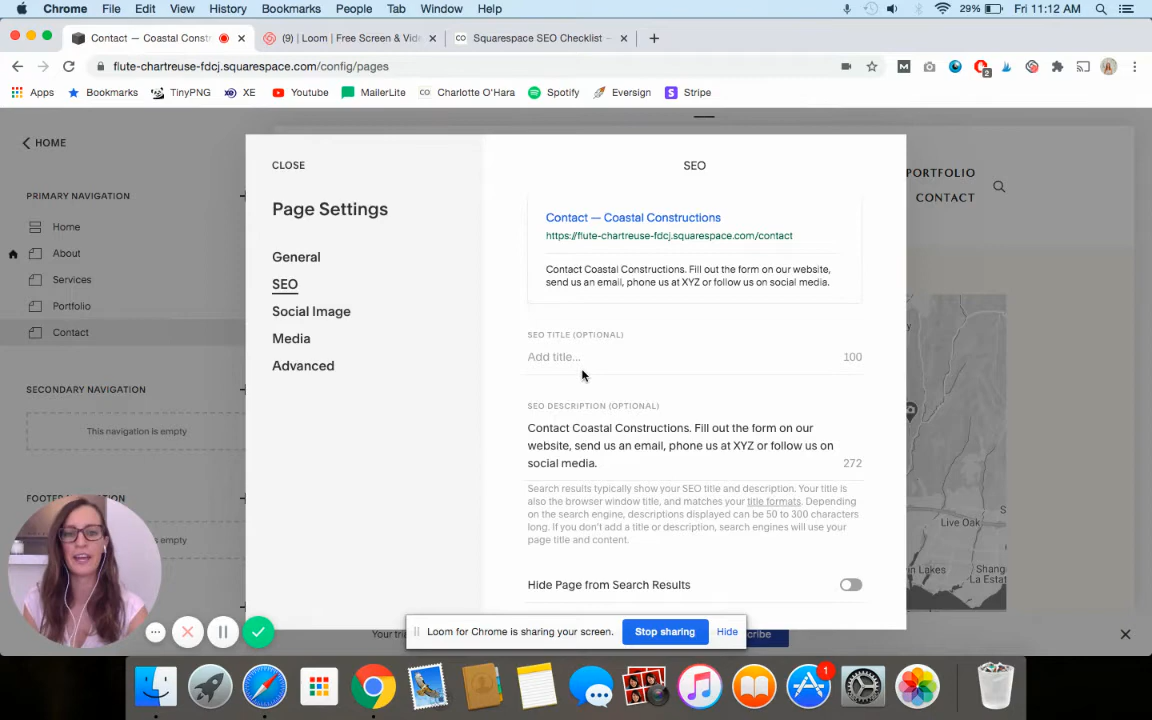 Chrome File Edit View History Bookmarks People Tab Window Help 29% Fri 11:12 AM
Contact — Coastal Constr (9) | Loom | Free Screen & Vid Squarespace SEO Checklist –
flute-chartreuse-fdcj.squarespace.com/config/pages
Apps Bookmarks TinyPNG XE Youtube MailerLite CO Charlotte O'Hara Spotify Eversign Stripe
HOME
PRIMARY NAVIGATION
Home
About
Services
Portfolio
Contact
SECONDARY NAVIGATION
This navigation is empty
CLOSE
Page Settings
General
SEO
Social Image
Media
Advanced
SEO
Contact — Coastal Constructions
https://flute-chartreuse-fdcj.squarespace.com/contact
Contact Coastal Constructions. Fill out the form on our website,
send us an email, phone us at XYZ or follow us on social media.
SEO TITLE (OPTIONAL)
Add title... 100
SEO DESCRIPTION (OPTIONAL)
Contact Coastal Constructions. Fill out the form on our
website, send us an email, phone us at XYZ or follow us on
social media. 272
Search results typically show your SEO title and description. Your title is
also the browser window title, and matches your title formats. Depending
on the search engine, descriptions displayed can be 50 to 300 characters
long. If you don't add a title or description, search engines will use your
page title and content.
Hide Page from Search Results
PORTFOLIO
CONTACT
Live Oak
Loom for Chrome is sharing your screen. Stop sharing Hide